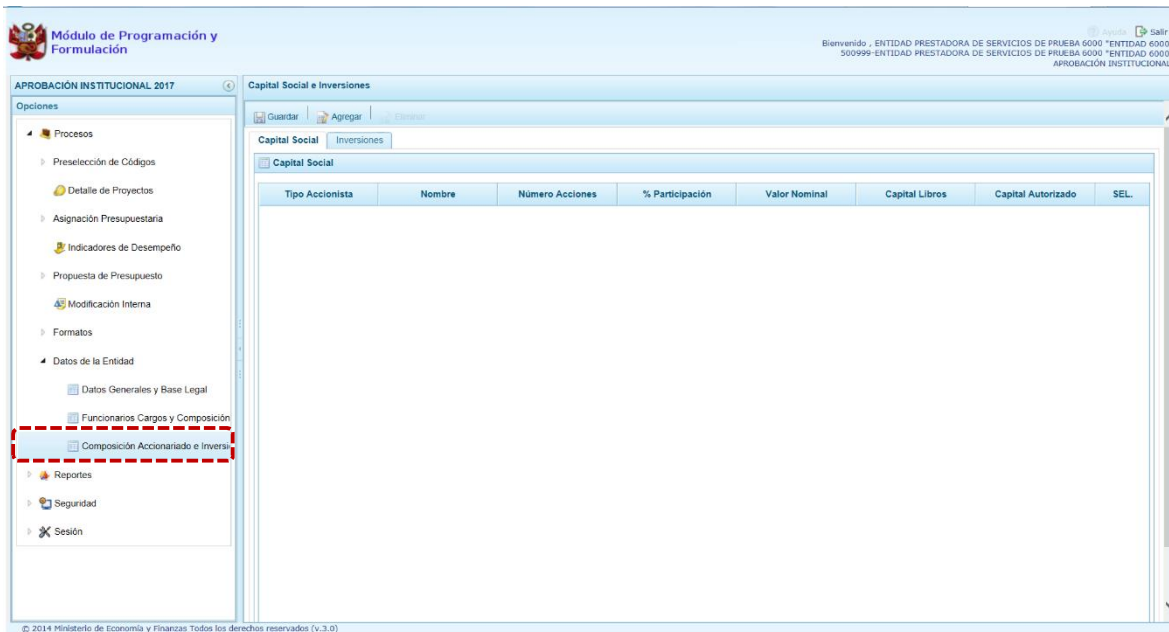 Módulo de Programación y
Formulación
Ayuda Salir
Bienvenido , ENTIDAD PRESTADORA DE SERVICIOS DE PRUEBA 6000 "ENTIDAD 6000
500999-ENTIDAD PRESTADORA DE SERVICIOS DE PRUEBA 6000 "ENTIDAD 6000
APROBACIÓN INSTITUCIONAL
APROBACIÓN INSTITUCIONAL 2017
Opciones
Procesos
Preselección de Códigos
Detalle de Proyectos
Asignación Presupuestaria
Indicadores de Desempeño
Propuesta de Presupuesto
Modificación Interna
Formatos
Datos de la Entidad
Datos Generales y Base Legal
Funcionarios Cargos y Composición
Composición Accionariado e Inversi
Reportes
Seguridad
Sesión
Capital Social e Inversiones
Guardar Agregar Eliminar
Capital Social Inversiones
Capital Social
Tipo Accionista Nombre Número Acciones % Participación Valor Nominal Capital Libros Capital Autorizado SEL.
© 2014 Ministerio de Economía y Finanzas Todos los derechos reservados (v.3.0)